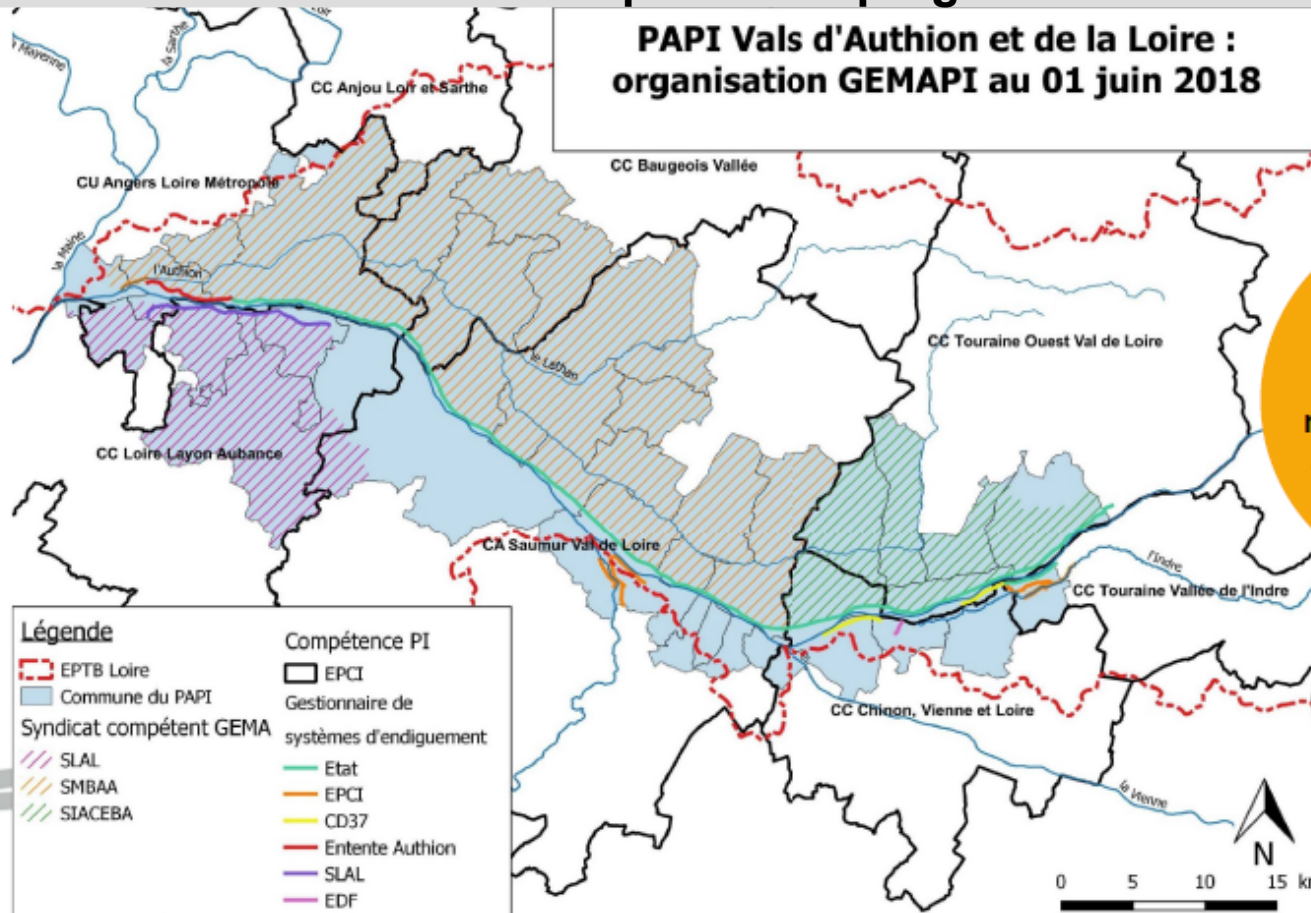 PAPI Vals d'Authion et de la Loire :
organisation GEMAPI au 01 juin 2018
la Mayenne
la Sarthe
CC Anjou Loir et Sarthe
CC Baugeois Vallée
CU Angers Loire Métropole
la Maine
l'Authion
CC Touraine Ouest Val de Loire
le Lathan
CC Loire Layon Aubance
CA Saumur Val de Loire
l'Indre
CC Touraine Vallée de l'Indre
CC Chinon, Vienne et Loire
la Vienne
Légende
EPTB Loire
Commune du PAPI
Syndicat compétent GEMA
SLAL
SMBAA
SIACEBA
Compétence PI
EPCI
Gestionnaire de
systèmes d'endiguement
Etat
EPCI
CD37
Entente Authion
SLAL
EDF
N
0 5 10 15 km